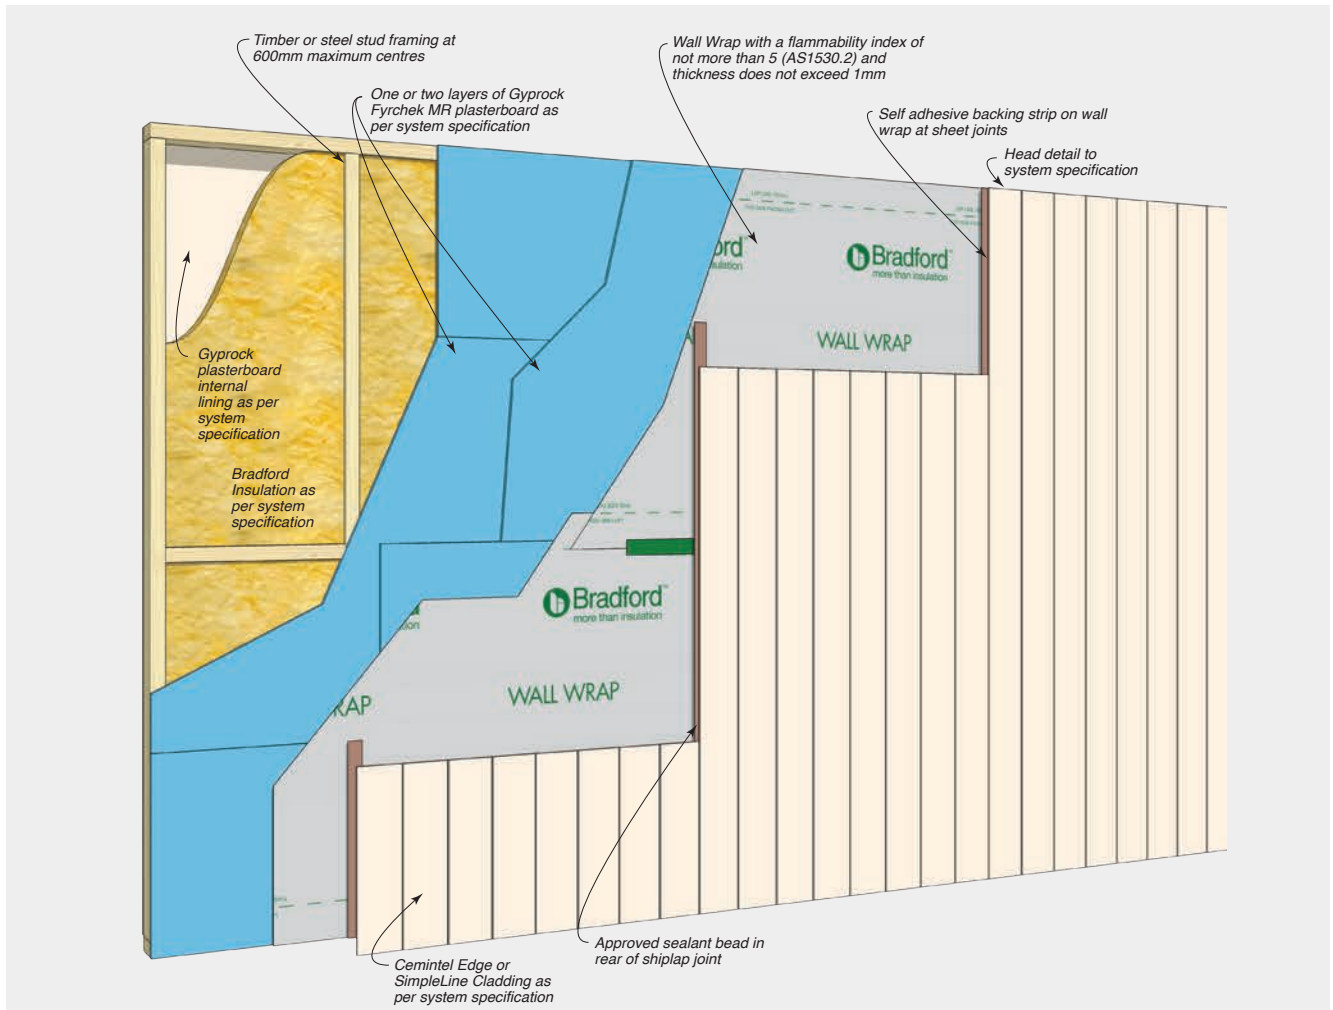 Timber or steel stud framing at
600mm maximum centres
One or two layers of Gyprock
Fyrchek MR plasterboard as
per system specification
Wall Wrap with a flammability index of
not more than 5 (AS1530.2) and
thickness does not exceed 1mm
Self adhesive backing strip on wall
wrap at sheet joints
Head detail to
system specification
ord
ulation
Bradford™
more than insulation
WALL WRAP
Gyprock
plasterboard
internal
lining as per
system
specification
Bradford
Insulation as
per system
specification
Bradford™
more than insulation
WALL WRAP
RAP
Approved sealant bead in
rear of shiplap joint
Cemintel Edge or
SimpleLine Cladding as
per system specification